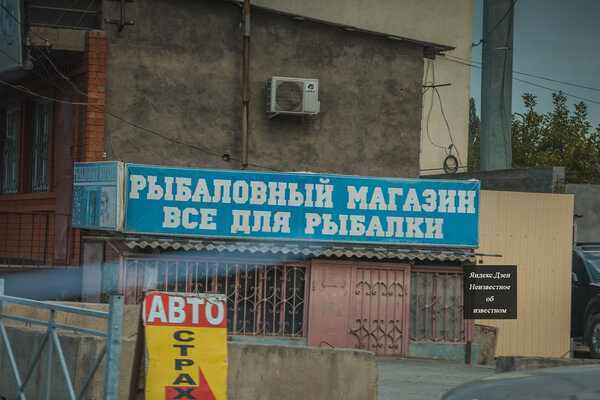 РЫБАЛОВНЫЙ МАГАЗИН
ВСЕ ДЛЯ РЫБАЛКИ
Яндекс.Дзен
Неизвестное
об
известном
АВТО
СТРАХ